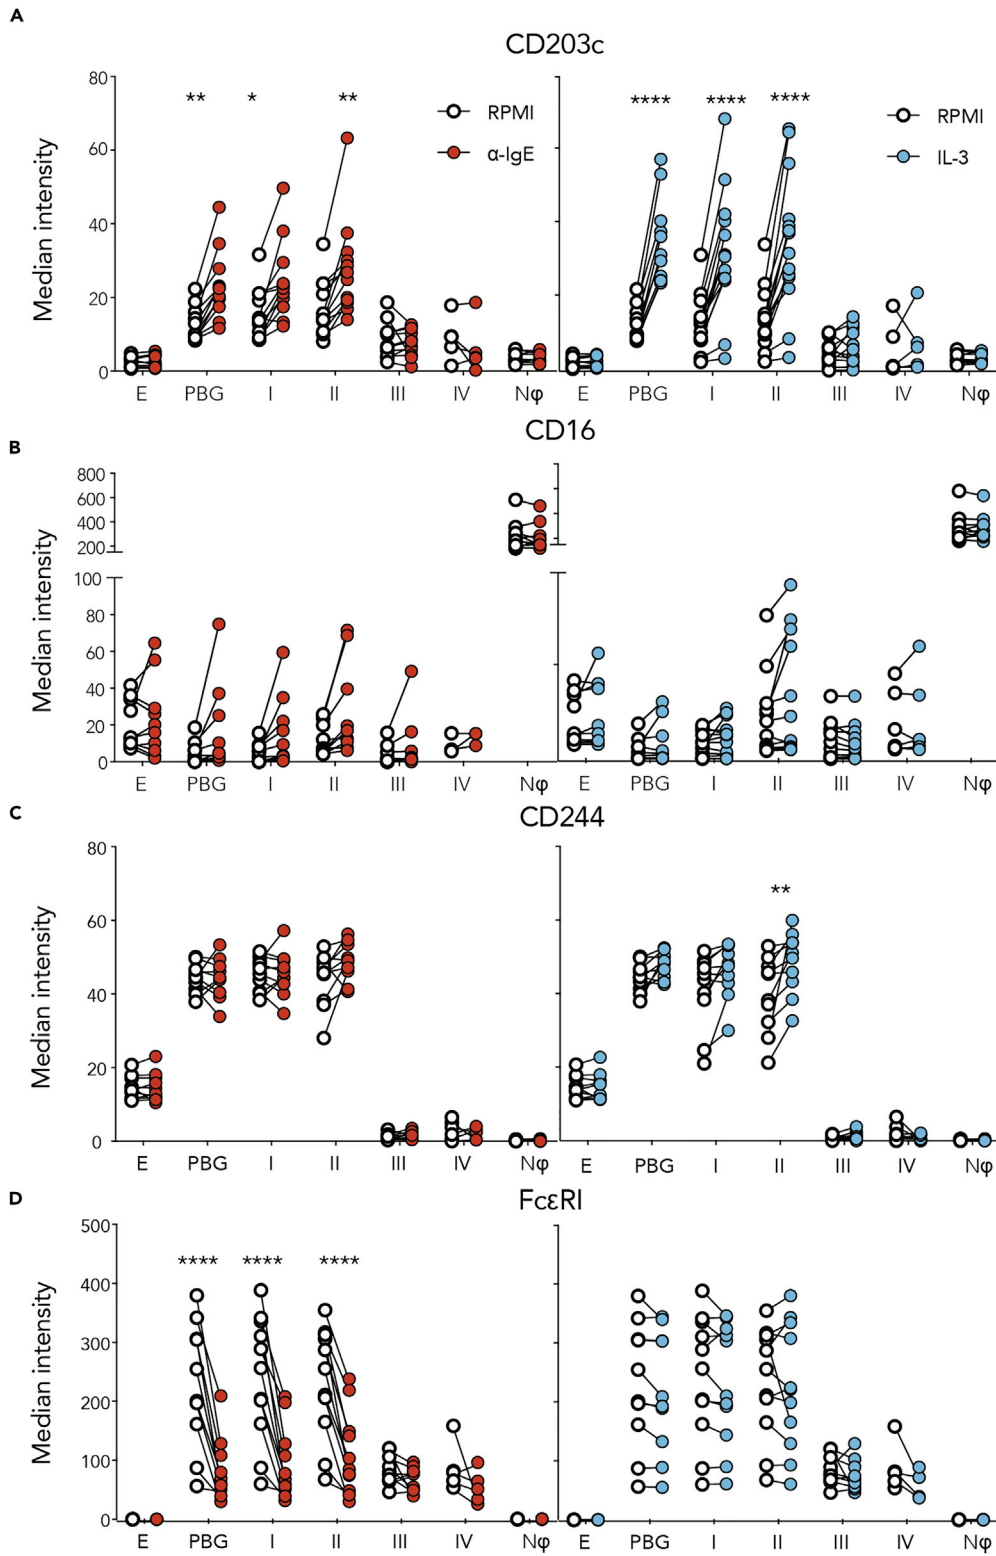 A
CD203c
80
60
40
20
0
Median intensity
** * **
RPMI
α-IgE
**** **** ****
RPMI
IL-3
E PBG I II III IV Nφ E PBG I II III IV Nφ
CD16
B
800
600
400
200
100
80
60
40
20
0
Median intensity
E PBG I II III IV Nφ E PBG I II III IV Nφ
C
CD244
80
60
40
20
0
Median intensity
**
E PBG I II III IV Nφ E PBG I II III IV Nφ
D
FcεRI
500
400
300
200
100
0
Median intensity
**** **** ****
E PBG I II III IV Nφ E PBG I II III IV Nφ